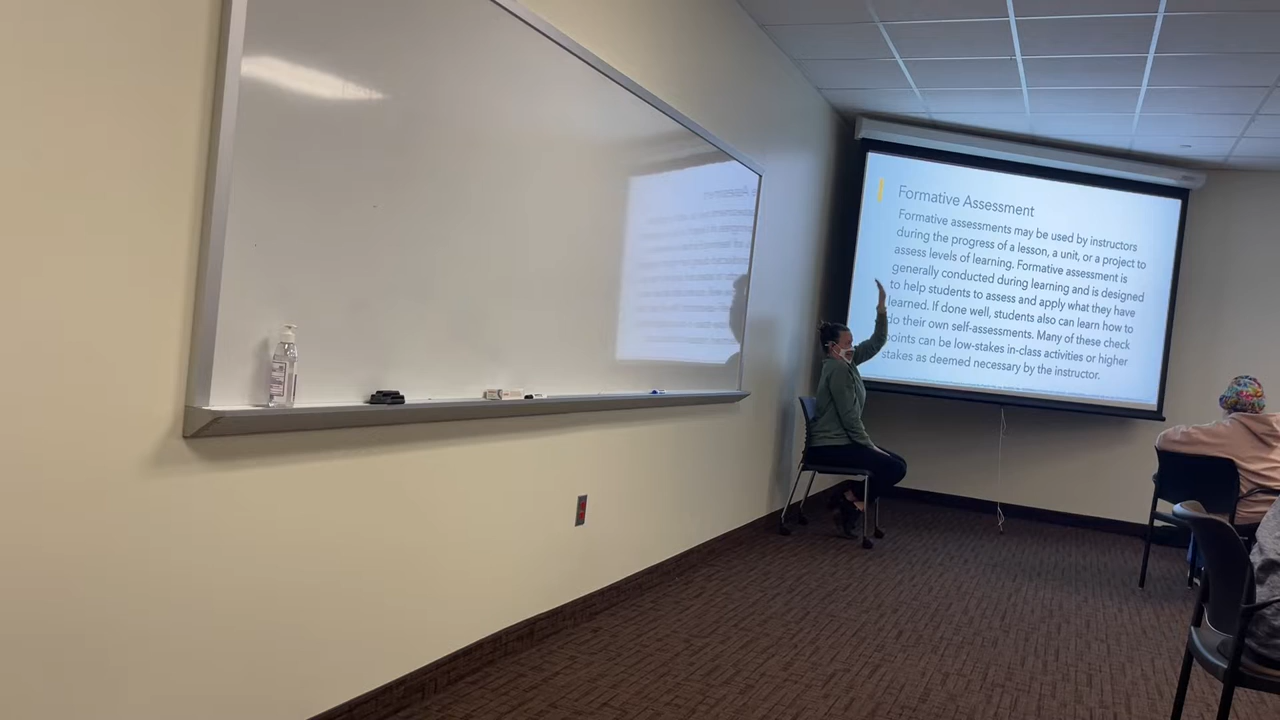 Formative Assessment
Formative assessments may be used by instructors
during the progress of a lesson, a unit, or a project to
assess levels of learning. Formative assessment is
generally conducted during learning and is designed
to help students to assess and apply what they have
learned. If done well, students also can learn how to
do their own self-assessments. Many of these check
points can be low-stakes in-class activities or higher
stakes as deemed necessary by the instructor.